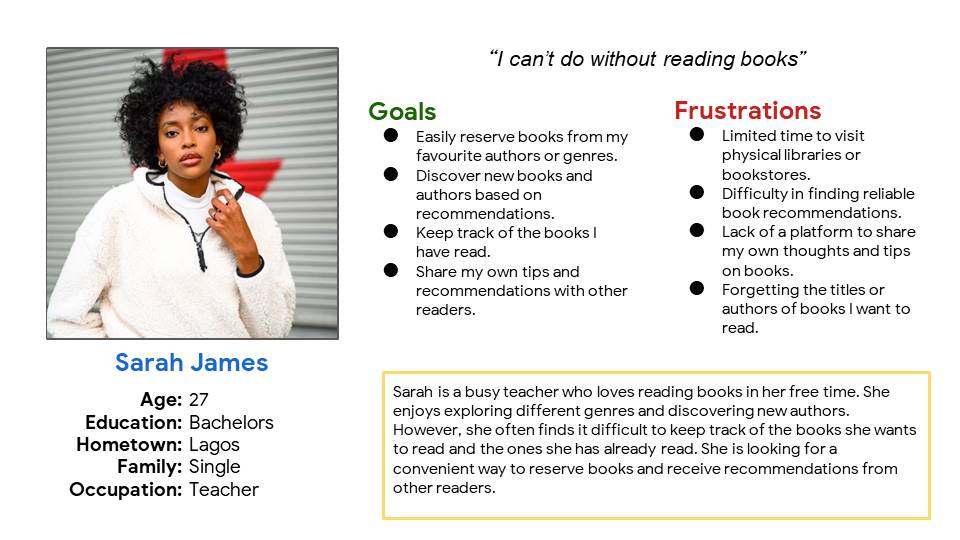 “I can’t do without reading books”
Goals
● Easily reserve books from my
favourite authors or genres.
● Discover new books and
authors based on
recommendations.
● Keep track of the books I
have read.
● Share my own tips and
recommendations with other
readers.
Frustrations
● Limited time to visit
physical libraries or
bookstores.
● Difficulty in finding reliable
book recommendations.
● Lack of a platform to share
my own thoughts and tips
on books.
● Forgetting the titles or
authors of books I want to
read.
Sarah James
Age: 27
Education: Bachelors
Hometown: Lagos
Family: Single
Occupation: Teacher
Sarah is a busy teacher who loves reading books in her free time. She
enjoys exploring different genres and discovering new authors.
However, she often finds it difficult to keep track of the books she wants
to read and the ones she has already read. She is looking for a
convenient way to reserve books and receive recommendations from
other readers.